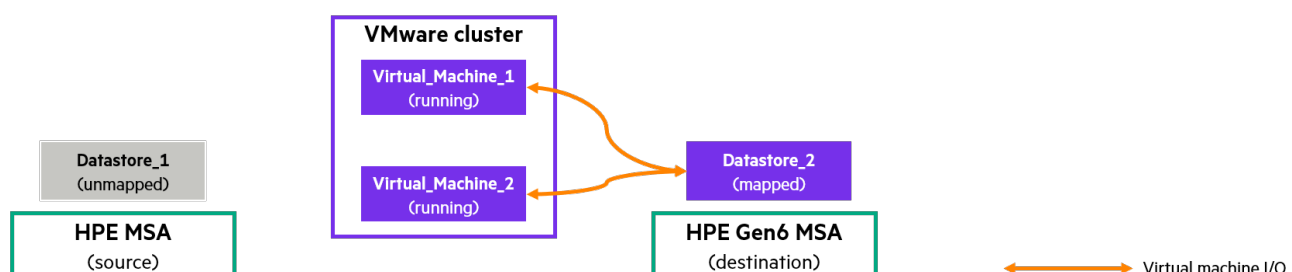 VMware cluster
Virtual_Machine_1
(running)
Datastore_1
(unmapped)
Datastore_2
(mapped)
Virtual_Machine_2
(running)
HPE MSA
(source)
HPE Gen6 MSA
(destination)
Virtual machine I/O